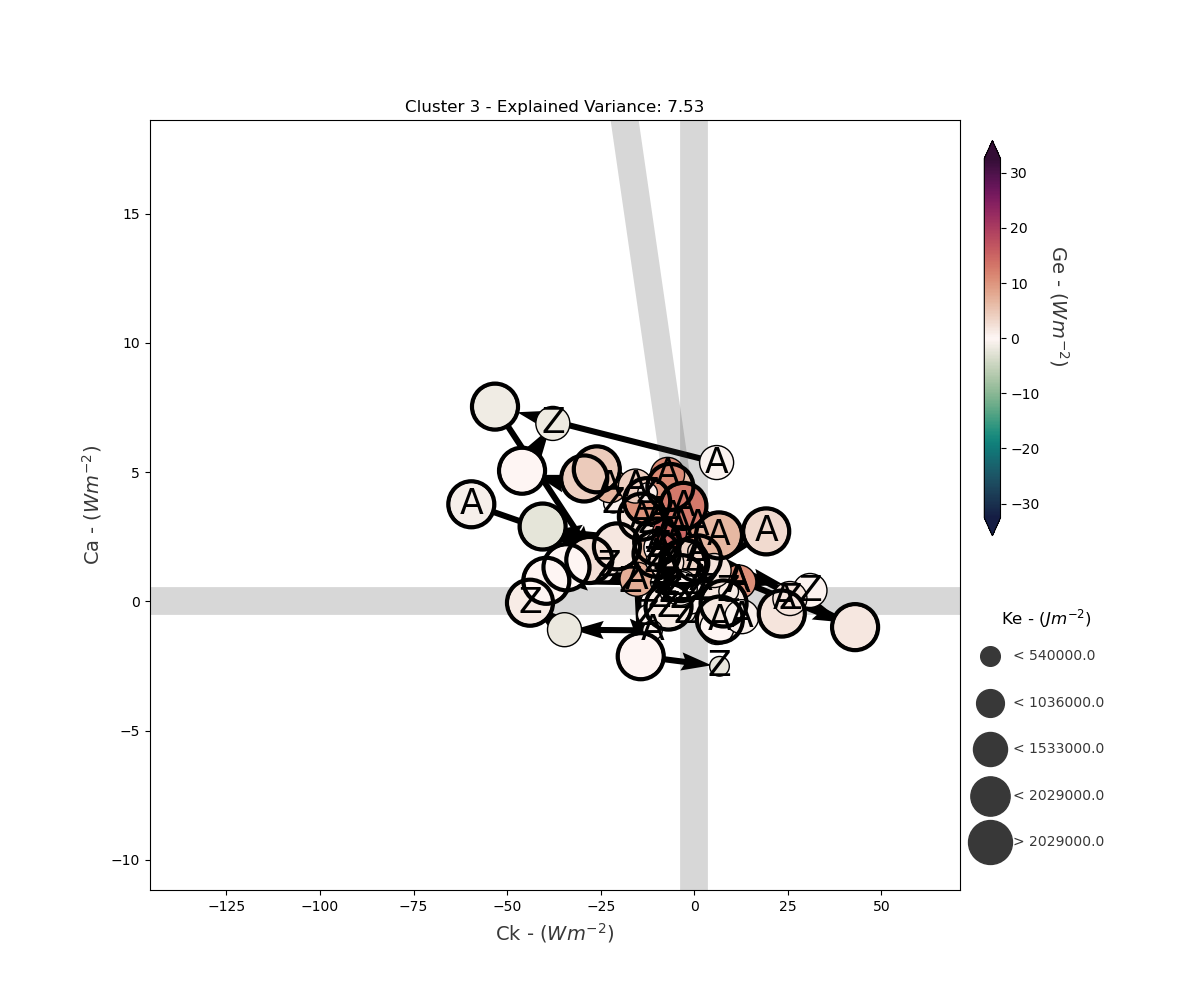 Cluster 3 - Explained Variance: 7.53
Ca - (Wm⁻²)
15
10
5
0
−5
−10
−125
−100
−75
−50
−25
0
25
50
Ck - (Wm⁻²)
Z
A
A
Z
A
Z
A
A
Z
A
Z
30
20
10
0
−10
−20
−30
Ge - (Wm⁻²)
Ke - (Jm⁻²)
< 540000.0
< 1036000.0
< 1533000.0
< 2029000.0
> 2029000.0